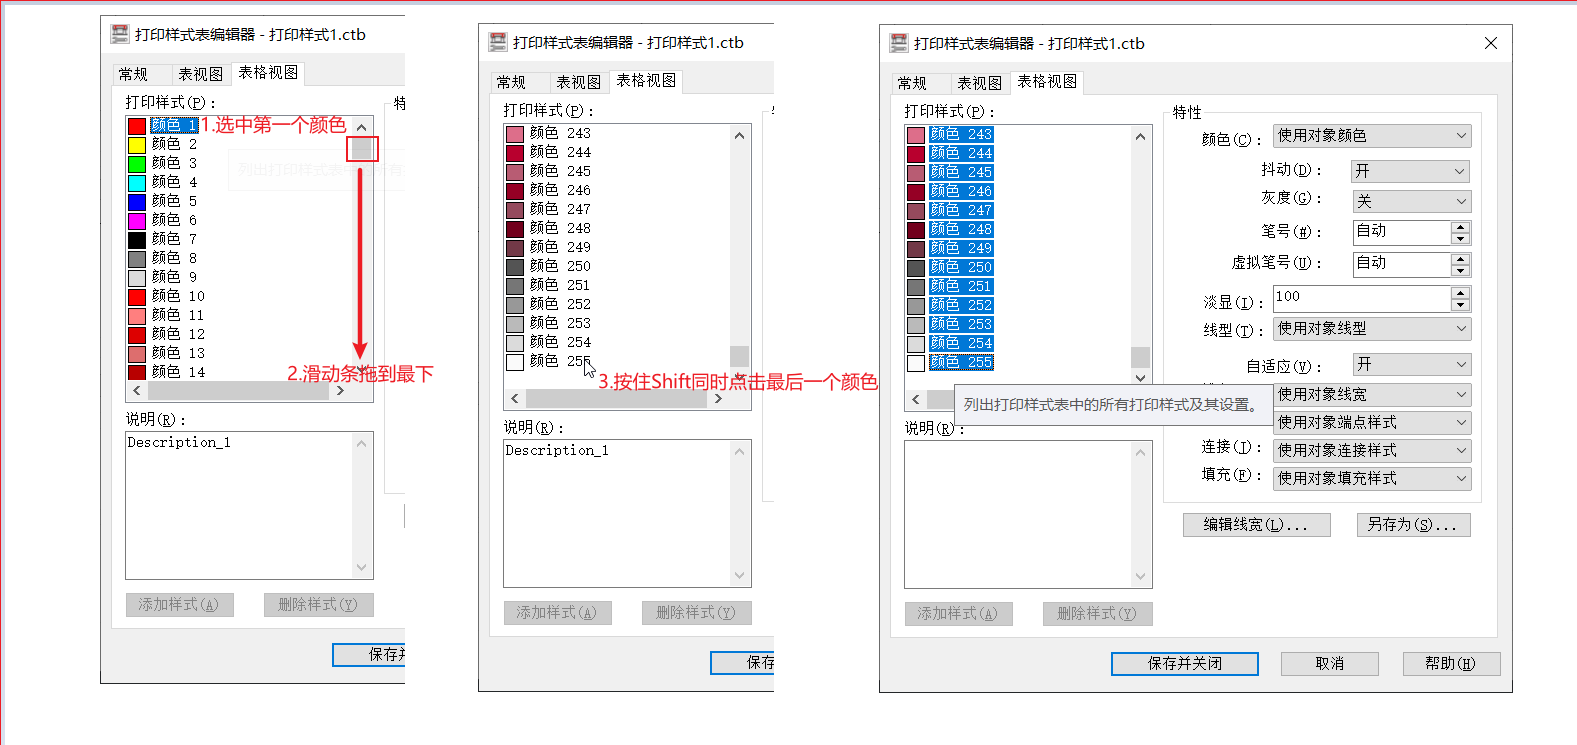 打印样式表编辑器 - 打印样式1.ctb
常规
表视图
表格视图
打印样式(P)：
颜色 1
1.选中第一个颜色
颜色 2
颜色 3
颜色 4
颜色 5
颜色 6
颜色 7
颜色 8
颜色 9
颜色 10
颜色 11
颜色 12
颜色 13
颜色 14
2.滑动条拖到最下
说明(R)：
Description_1
添加样式(A)
删除样式(Y)
打印样式表编辑器 - 打印样式1.ctb
常规
表视图
表格视图
打印样式(P)：
颜色 243
颜色 244
颜色 245
颜色 246
颜色 247
颜色 248
颜色 249
颜色 250
颜色 251
颜色 252
颜色 253
颜色 254
颜色 255
3.按住Shift同时点击最后一个颜色
说明(R)：
Description_1
添加样式(A)
删除样式(Y)
保存
打印样式表编辑器 - 打印样式1.ctb
常规
表视图
表格视图
打印样式(P)：
颜色 243
颜色 244
颜色 245
颜色 246
颜色 247
颜色 248
颜色 249
颜色 250
颜色 251
颜色 252
颜色 253
颜色 254
颜色 255
列出打印样式表中的所有打印样式及其设置。
说明(R)：
添加样式(A)
删除样式(Y)
特性
颜色(C)：
使用对象颜色
抖动(D)：
开
灰度(G)：
关
笔号(#)：
自动
虚拟笔号(U)：
自动
淡显(I)：
100
线型(T)：
使用对象线型
自适应(V)：
开
使用对象线宽
使用对象端点样式
连接(J)：
使用对象连接样式
填充(F)：
使用对象填充样式
编辑线宽(L)...
另存为(S)...
保存并关闭
取消
帮助(H)